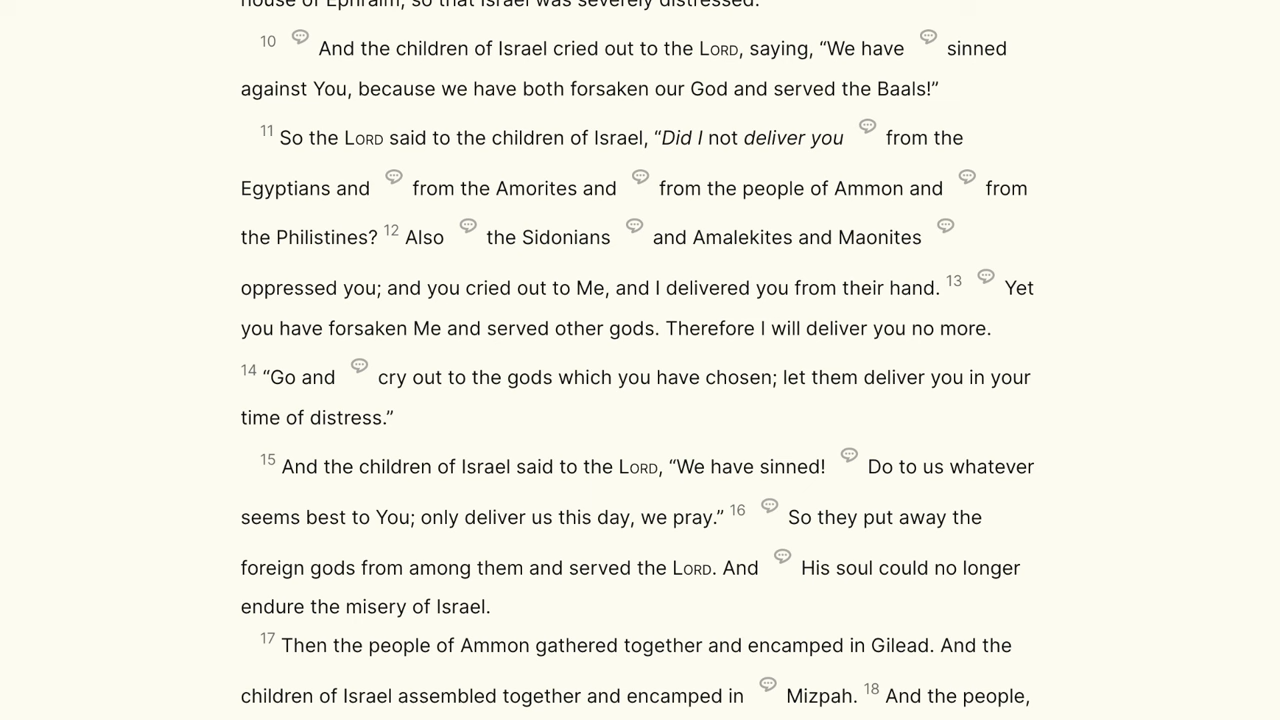 house of Ephraim, so that Israel was severely distressed.
10 And the children of Israel cried out to the LORD, saying, “We have sinned
against You, because we have both forsaken our God and served the Baals!”
11 So the LORD said to the children of Israel, “Did I not deliver you from the
Egyptians and from the Amorites and from the people of Ammon and from
the Philistines? 12 Also the Sidonians and Amalekites and Maonites
oppressed you; and you cried out to Me, and I delivered you from their hand. 13 Yet
you have forsaken Me and served other gods. Therefore I will deliver you no more.
14 “Go and cry out to the gods which you have chosen; let them deliver you in your
time of distress.”
15 And the children of Israel said to the LORD, “We have sinned! Do to us whatever
seems best to You; only deliver us this day, we pray.” 16 So they put away the
foreign gods from among them and served the LORD. And His soul could no longer
endure the misery of Israel.
17 Then the people of Ammon gathered together and encamped in Gilead. And the
children of Israel assembled together and encamped in Mizpah. 18 And the people,